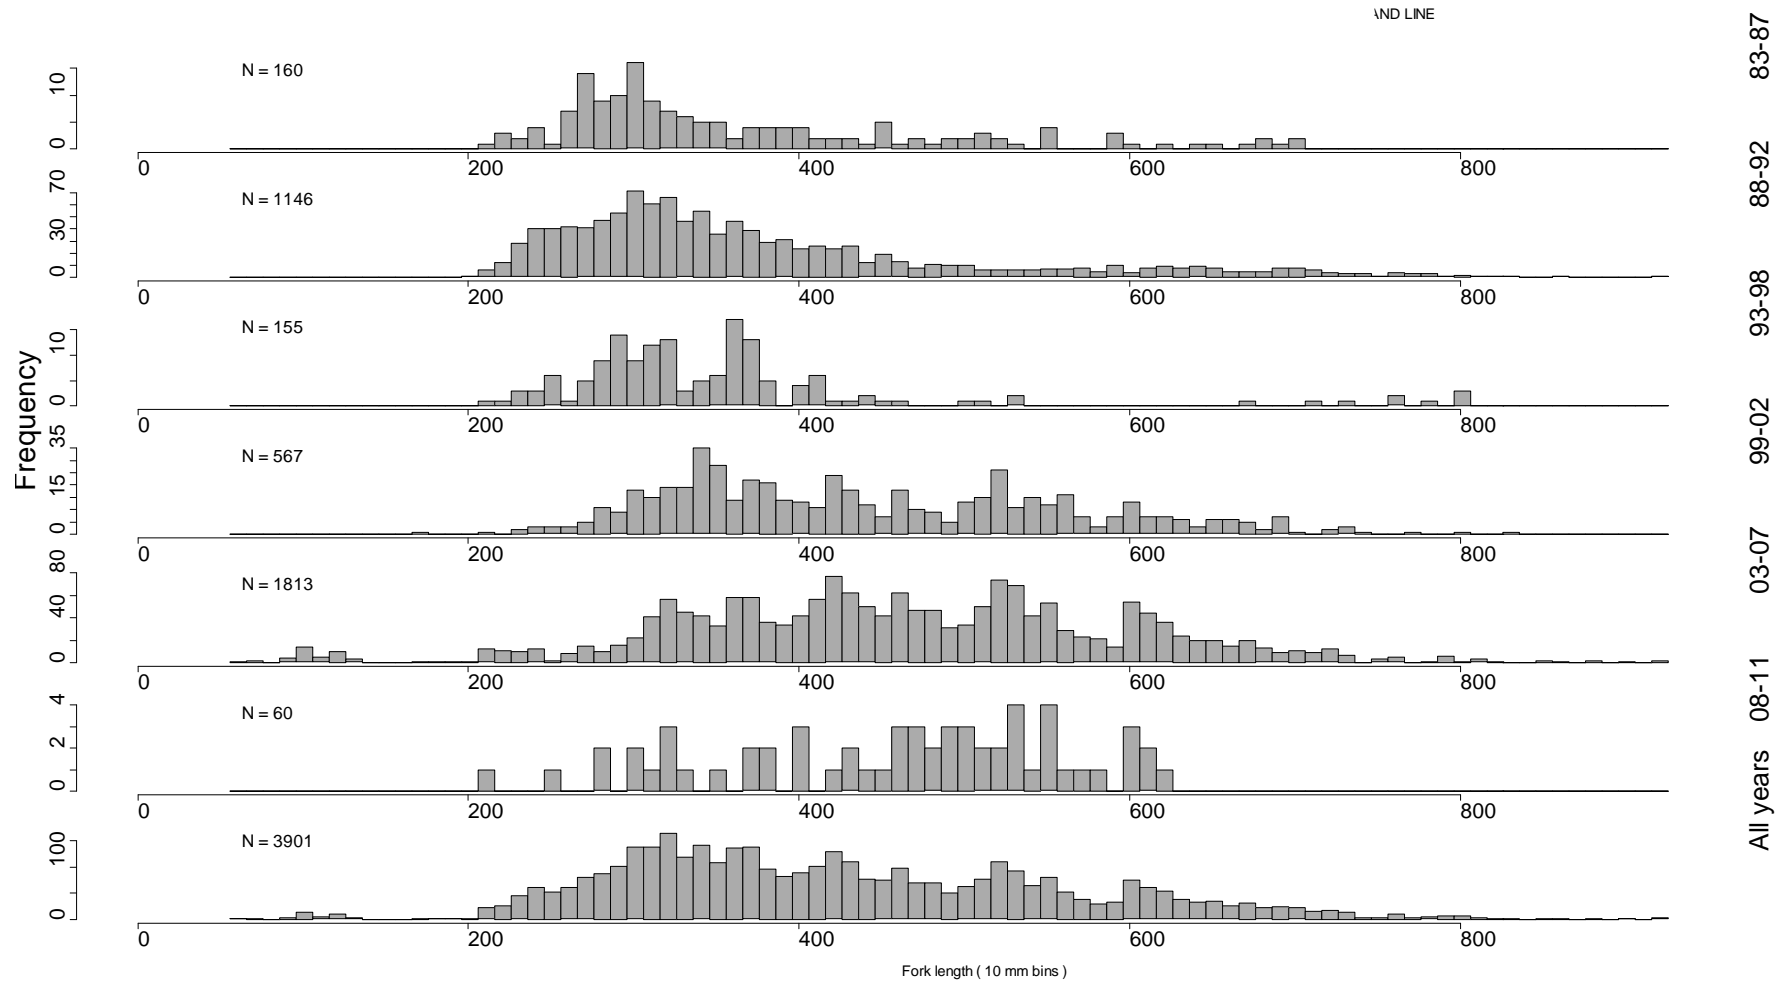 AND LINE
83-87
N = 160
10
0
0 200 400 600 800
88-92
N = 1146
70
30
0
0 200 400 600 800
93-98
N = 155
10
0
0 200 400 600 800
99-02
N = 567
35
15
0
0 200 400 600 800
03-07
N = 1813
80
40
0
0 200 400 600 800
08-11
N = 60
4
2
0
0 200 400 600 800
All years
N = 3901
100
0
0 200 400 600 800
Frequency
Fork length ( 10 mm bins )